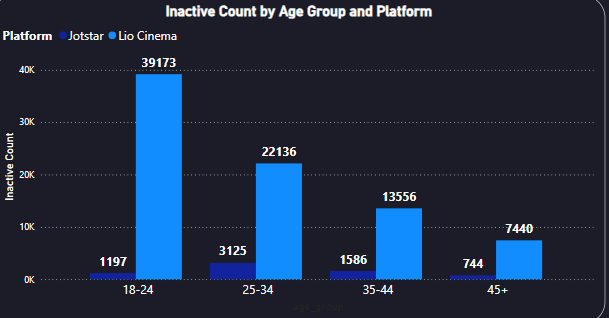 Inactive Count by Age Group and Platform
Platform Jotstar Lio Cinema
Inactive Count
40K
30K
20K
10K
0K
39173
22136
13556
7440
1197
3125
1586
744
18-24
25-34
35-44
45+